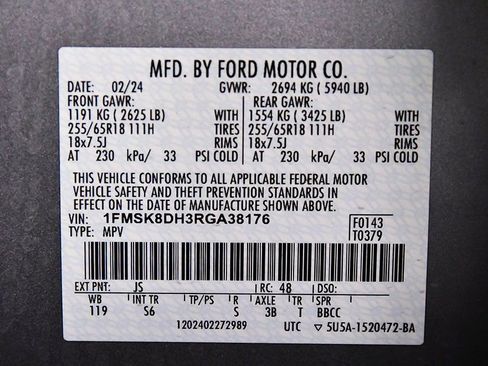 MFD. BY FORD MOTOR CO.
DATE: 02/24 GVWR: 2694 KG ( 5940 LB)
FRONT GAWR: REAR GAWR:
1191 KG ( 2625 LB) WITH 1554 KG ( 3425 LB) WITH
255/65R18 111H TIRES 255/65R18 111H TIRES
18x7.5J RIMS 18x7.5J RIMS
AT 230 kPa/ 33 PSI COLD AT 230 kPa/ 33 PSI COLD
THIS VEHICLE CONFORMS TO ALL APPLICABLE FEDERAL MOTOR
VEHICLE SAFETY AND THEFT PREVENTION STANDARDS IN
EFFECT ON THE DATE OF MANUFACTURE SHOWN ABOVE.
VIN: 1FMSK8DH3RGA38176 F0143
TYPE: MPV T0379
EXT PNT: JS RC: 48 DSO:
WB INT TR TP/PS R AXLE TR SPR
119 S6 S 3B T BBCC
1202402272989 UTC ▽ 5U5A-1520472-BA